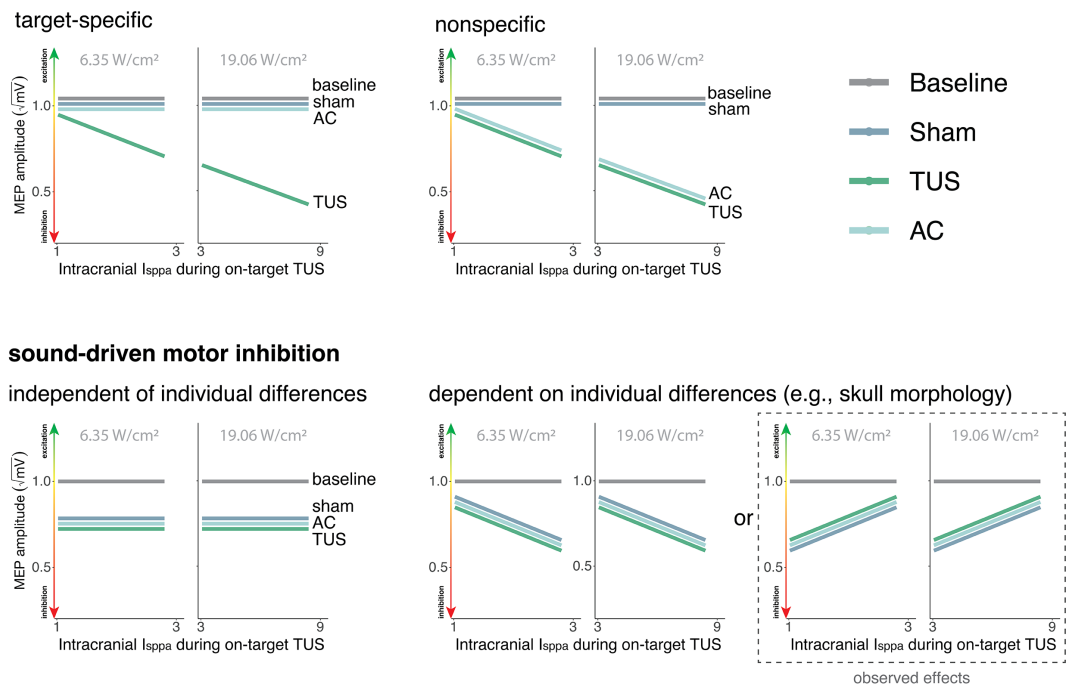 target-specific
nonspecific
excitation
6.35 W/cm²
19.06 W/cm²
baseline
sham
AC
TUS
MEP amplitude (√mV)
1.0
0.5
inhibition
1
3
3
9
Intracranial Isppa during on-target TUS
excitation
6.35 W/cm²
19.06 W/cm²
baseline
sham
AC
TUS
1.0
0.5
inhibition
1
3
3
9
Intracranial Isppa during on-target TUS
Baseline
Sham
TUS
AC
sound-driven motor inhibition
independent of individual differences
dependent on individual differences (e.g., skull morphology)
excitation
6.35 W/cm²
19.06 W/cm²
baseline
sham
AC
TUS
MEP amplitude (√mV)
1.0
0.5
inhibition
1
3
3
9
Intracranial Isppa during on-target TUS
excitation
6.35 W/cm²
19.06 W/cm²
1.0
1.0
0.5
0.5
inhibition
1
3
3
9
Intracranial Isppa during on-target TUS
or
excitation
6.35 W/cm²
19.06 W/cm²
1.0
0.5
inhibition
1
3
3
9
Intracranial Isppa during on-target TUS
observed effects